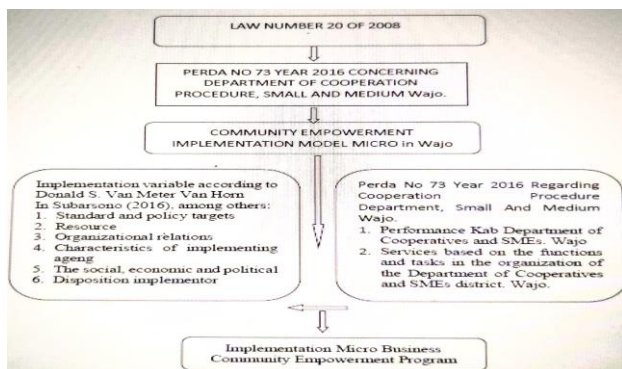 LAW NUMBER 20 OF 2008
PERDA NO 73 YEAR 2016 CONCERNING
DEPARTMENT OF COOPERATION
PROCEDURE, SMALL AND MEDIUM Wajo.
COMMUNITY EMPOWERMENT
IMPLEMENTATION MODEL MICRO in Wajo
Implementation variable according to
Donald S. Van Meter Van Horn
In Subarsono (2016), among others:
1. Standard and policy targets
2. Resource
3. Organizational relations
4. Characteristics of implementing
ageng
5. The social, economic and political
6. Disposition implementor
Perda No 73 Year 2016 Regarding
Cooperation Procedure
Department, Small And Medium
Wajo.
1. Performance Kab Department of
Cooperatives and SMEs. Wajo
2. Services based on the functions
and tasks in the organization of
the Department of Cooperatives
and SMEs district. Wajo.
Implementation Micro Business
Community Empowerment Program